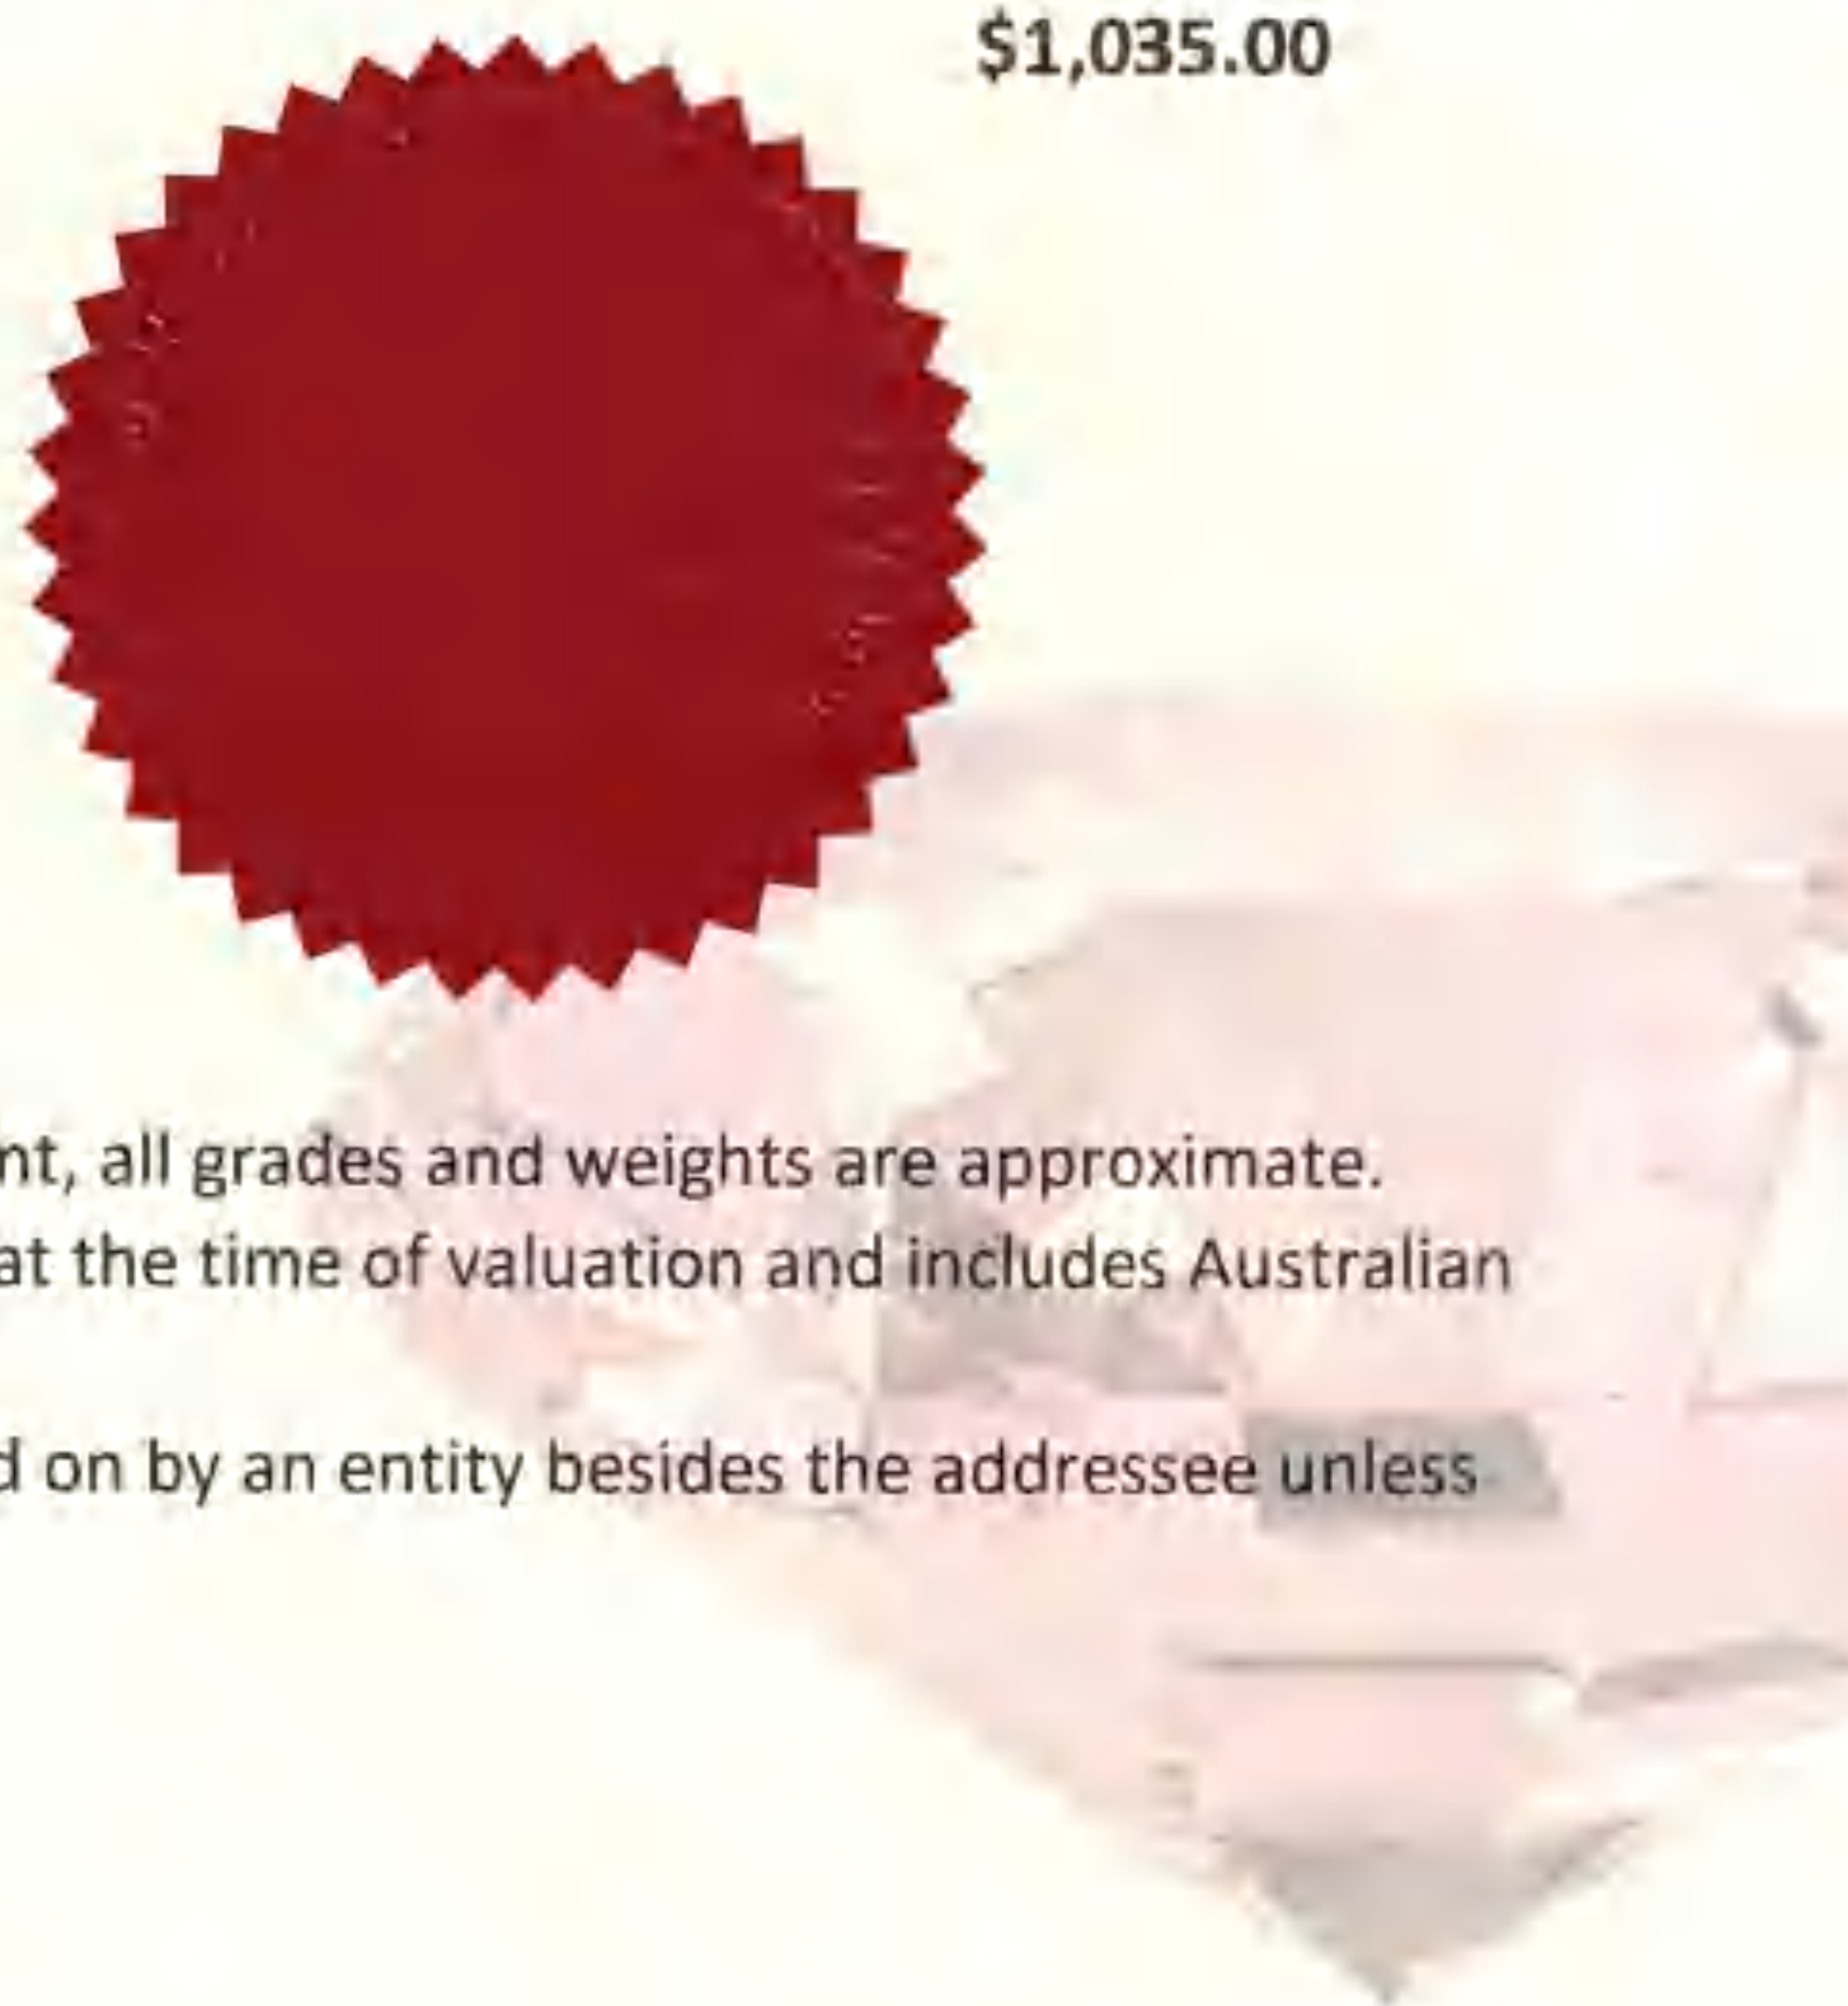 $1,035.00
nt, all grades and weights are approximate.
at the time of valuation and includes Australian
d on by an entity besides the addressee unless